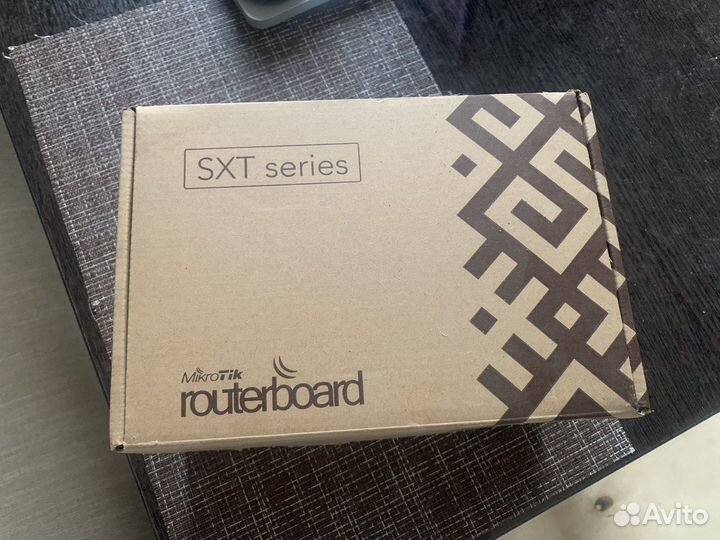 SXT series
MikroTik
routerboard
Avito